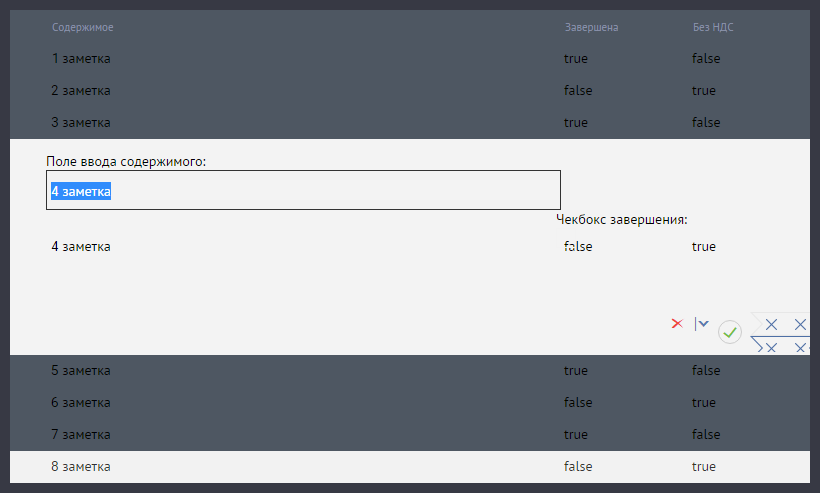 Содержимое Завершена Без НДС
1 заметка true false
2 заметка false true
3 заметка true false
Поле ввода содержимого:
4 заметка
Чекбокс завершения:
4 заметка false true
5 заметка true false
6 заметка false true
7 заметка true false
8 заметка false true